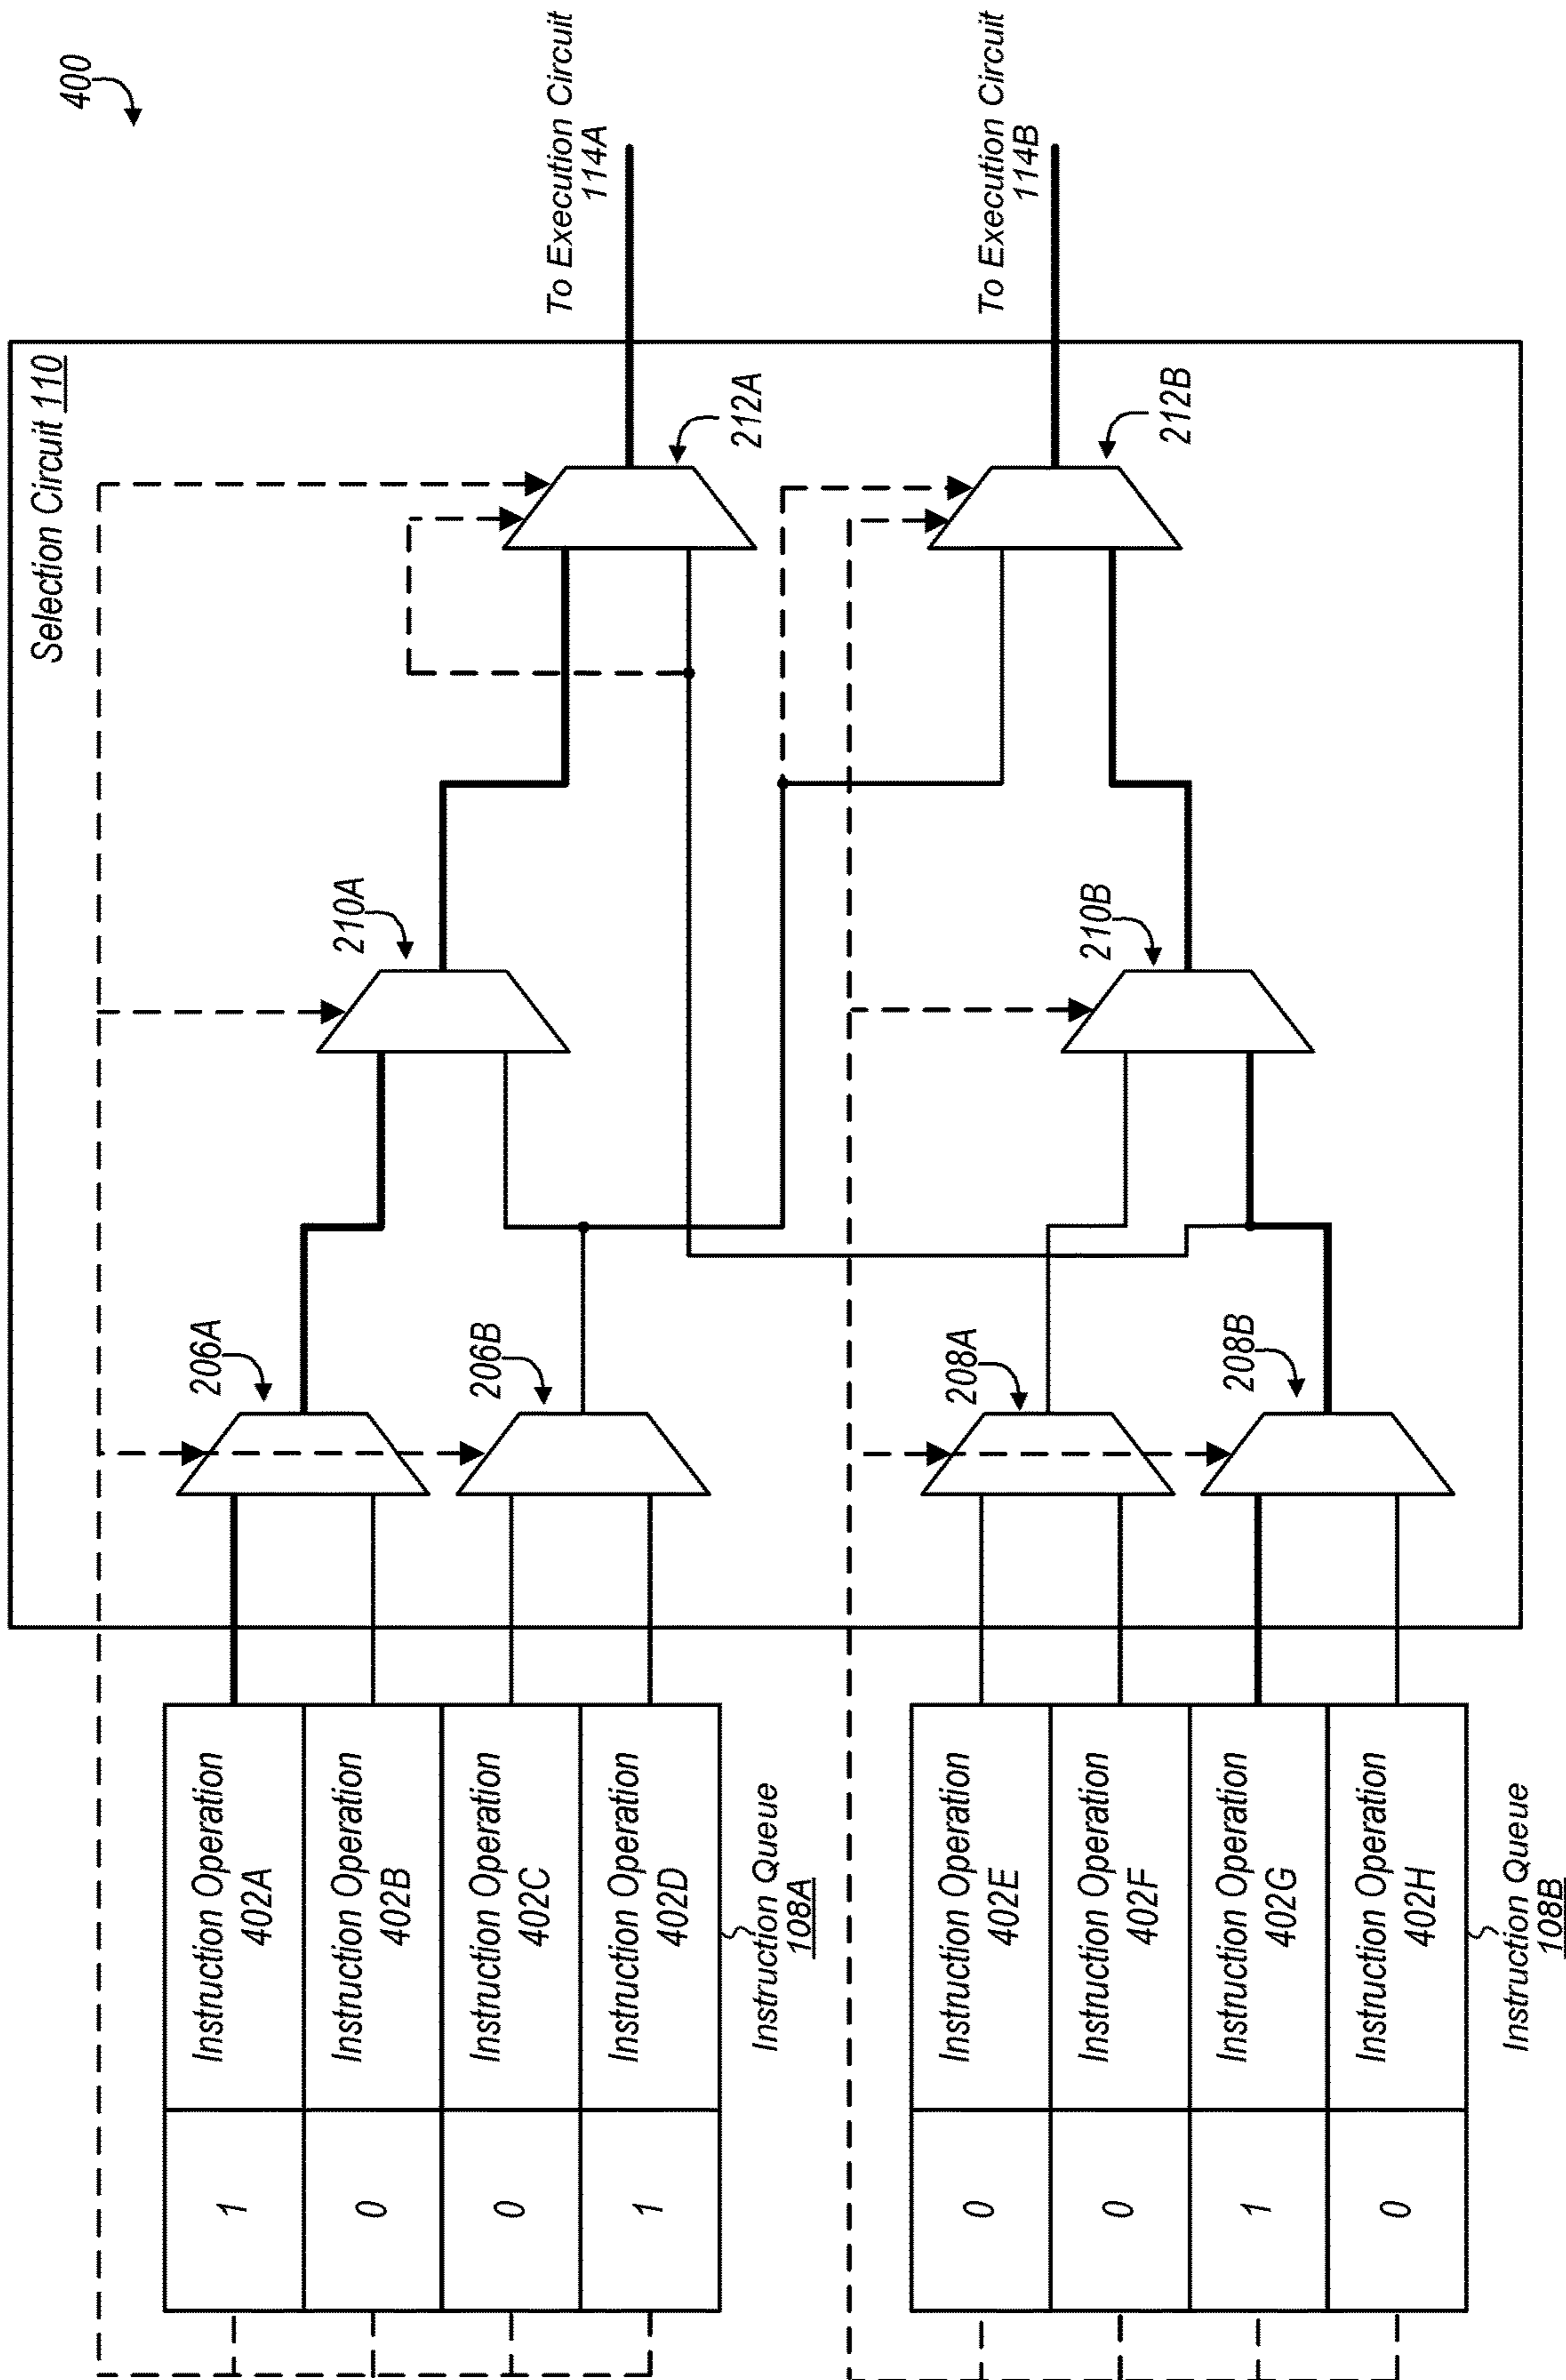 400
Selection Circuit 110
To Execution Circuit
114A
To Execution Circuit
114B
212A
212B
210A
210B
206A
206B
208A
208B
1
Instruction Operation
402A
0
Instruction Operation
402B
0
Instruction Operation
402C
1
Instruction Operation
402D
Instruction Queue
108A
0
Instruction Operation
402E
0
Instruction Operation
402F
1
Instruction Operation
402G
0
Instruction Operation
402H
Instruction Queue
108B